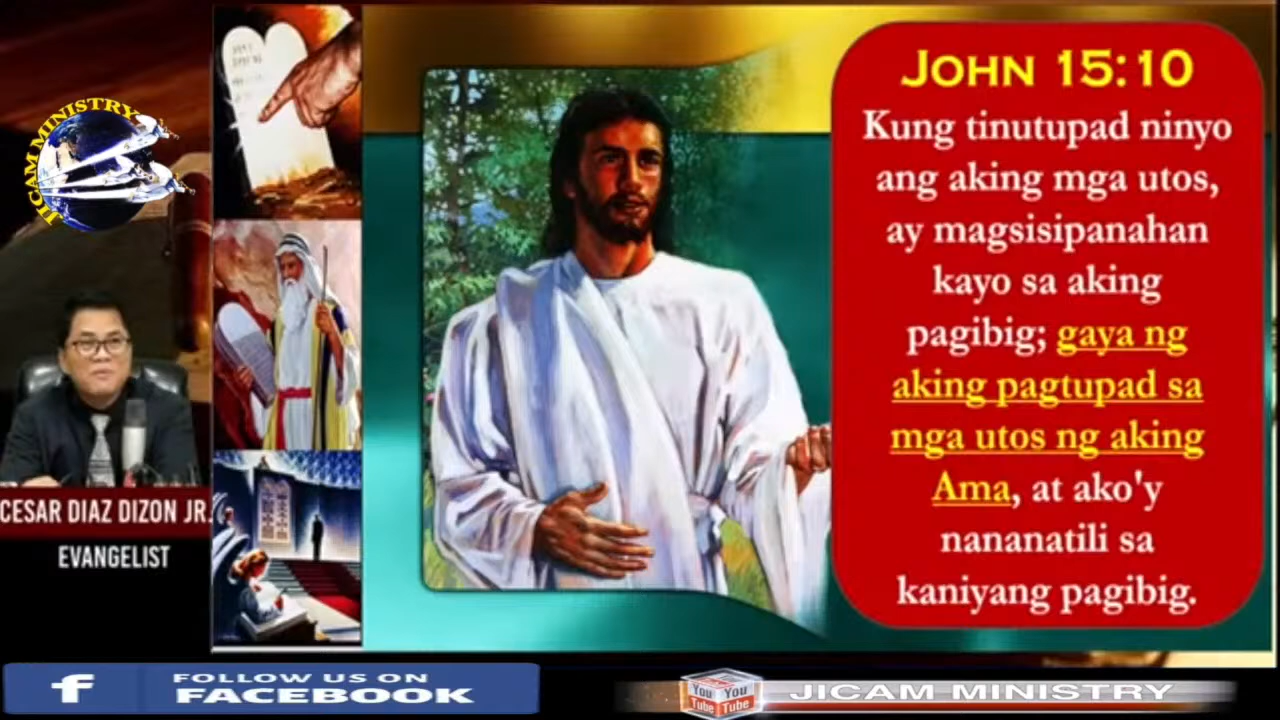 JICAM MINISTRY
JOHN 15:10
Kung tinutupad ninyo
ang aking mga utos,
ay magsisipanahan
kayo sa aking
pagibig; gaya ng
aking pagtupad sa
mga utos ng aking
Ama, at ako'y
nananatili sa
kaniyang pagibig.
CESAR DIAZ DIZON JR.
EVANGELIST
f FOLLOW US ON
FACEBOOK
You Tube You Tube JICAM MINISTRY